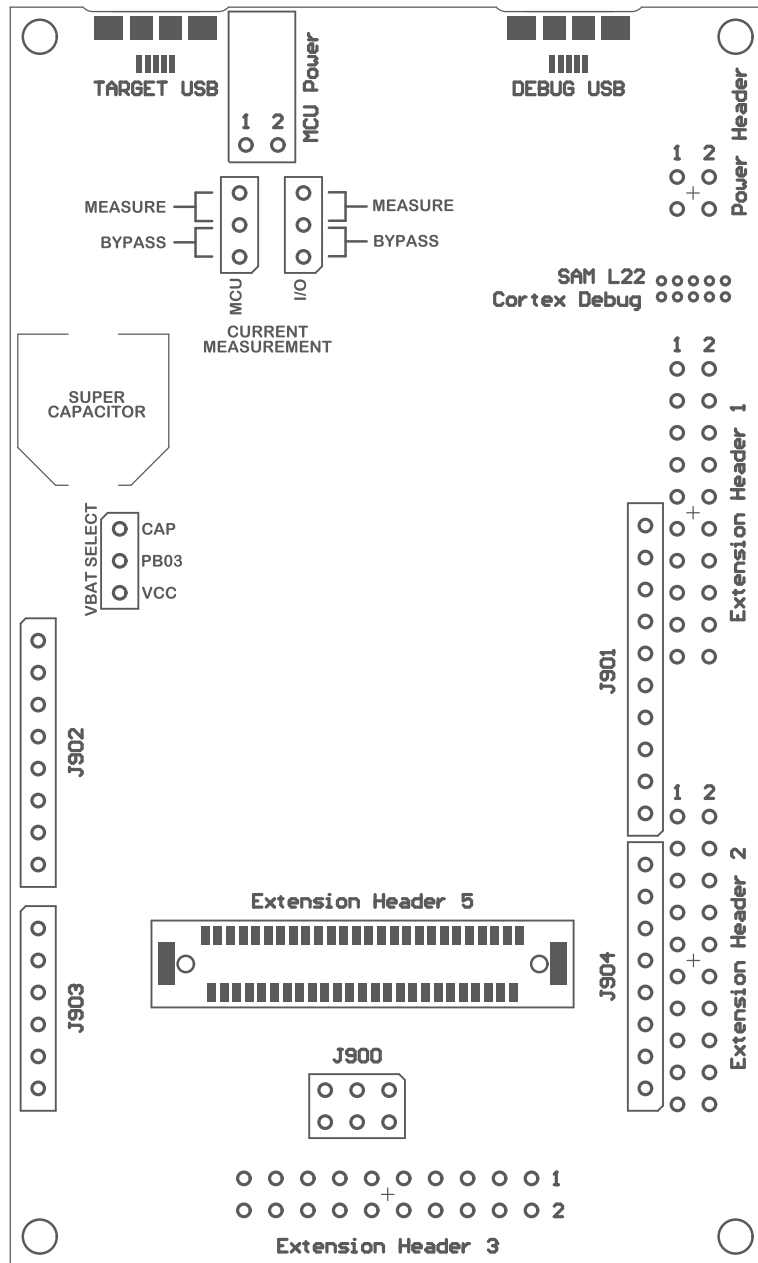 TARGET USB
DEBUG USB
MCU Power
1 2
Power Header
1 2
MEASURE
MEASURE
BYPASS
BYPASS
MCU
I/O
CURRENT
MEASUREMENT
SAM L22
Cortex Debug
1 2
Extension Header 1
SUPER
CAPACITOR
VBAT SELECT
CAP
PB03
VCC
J901
J902
1 2
Extension Header 2
Extension Header 5
J903
J904
J900
1
2
Extension Header 3